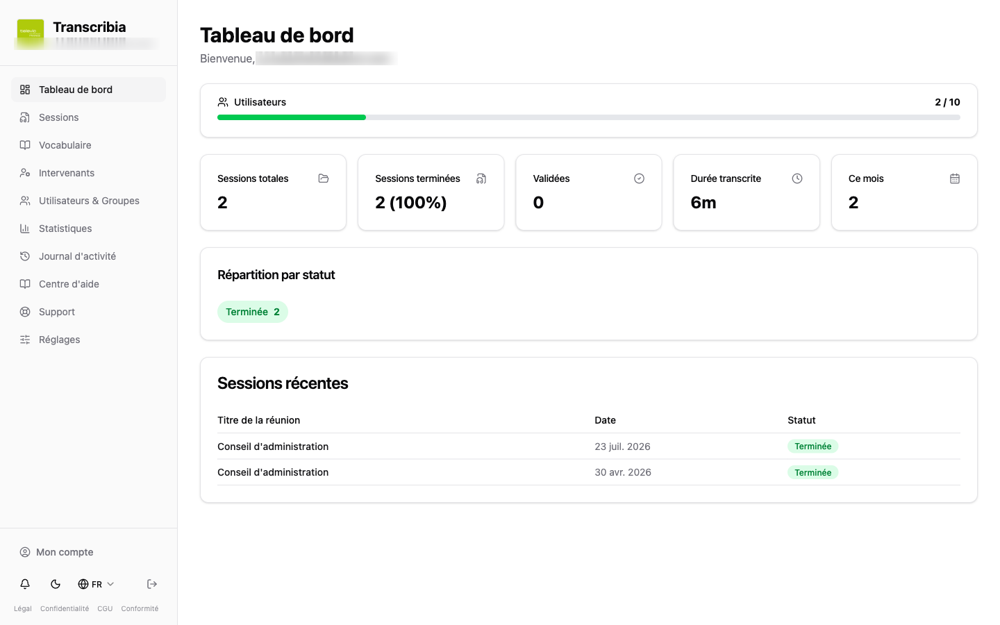 Transcribia
Tableau de bord
Sessions
Vocabulaire
Intervenants
Utilisateurs & Groupes
Statistiques
Journal d'activité
Centre d'aide
Support
Réglages
Mon compte
FR
Légal Confidentialité CGU Conformité
Tableau de bord
Bienvenue,
Utilisateurs 2 / 10
Sessions totales
2
Sessions terminées
2 (100%)
Validées
0
Durée transcrite
6m
Ce mois
2
Répartition par statut
Terminée 2
Sessions récentes
Titre de la réunion Date Statut
Conseil d'administration 23 juil. 2026 Terminée
Conseil d'administration 30 avr. 2026 Terminée